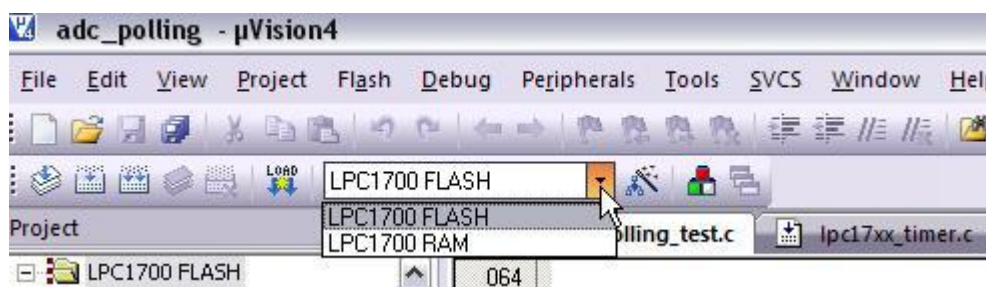 adc_polling - µVision4
File Edit View Project Flash Debug Peripherals Tools SVCS Window
LOAD LPC1700 FLASH
LPC1700 FLASH
LPC1700 RAM
Project lpc17xx_timer.c
LPC1700 FLASH 064